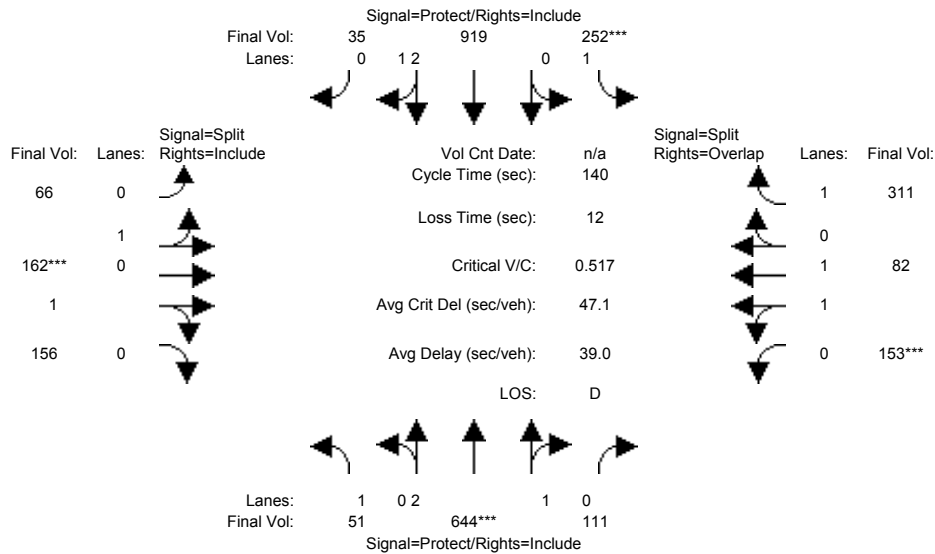 Signal=Protect/Rights=Include
Final Vol: 35 919 252***
Lanes: 0 1 2 0 1
Signal=Split
Final Vol: Lanes: Rights=Include
Vol Cnt Date: n/a
Signal=Split
Rights=Overlap Lanes: Final Vol:
Cycle Time (sec): 140
66 0
1 311
Loss Time (sec): 12
1
0
162*** 0
Critical V/C: 0.517
1 82
1
Avg Crit Del (sec/veh): 47.1
1
156 0
Avg Delay (sec/veh): 39.0
0 153***
LOS: D
Lanes: 1 0 2 1 0
Final Vol: 51 644*** 111
Signal=Protect/Rights=Include